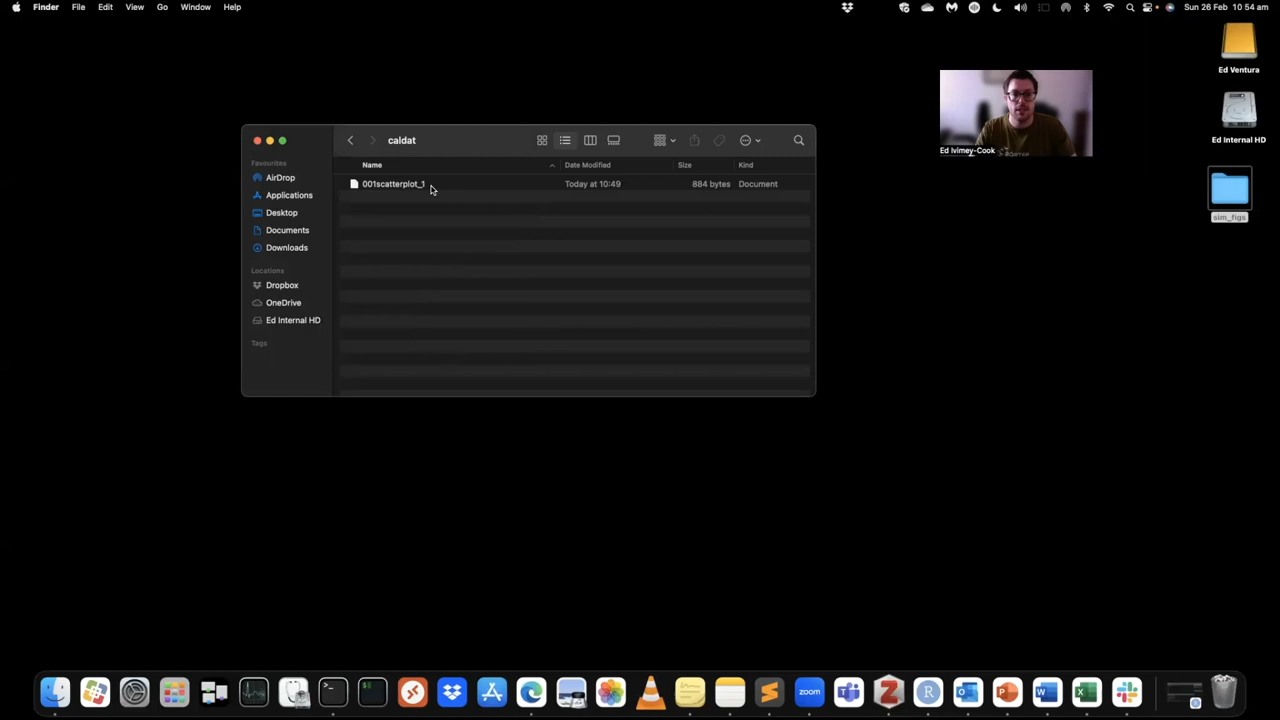 Finder File Edit View Go Window Help
Sun 26 Feb 10:54 am
Ed Ventura
Ed Internal HD
sim_figs
Ed Ivimey-Cook
caldat
Favourites
AirDrop
Applications
Desktop
Documents
Downloads
Locations
Dropbox
OneDrive
Ed Internal HD
Tags
Name Date Modified Size Kind
001scatterplot_1 Today at 10:49 884 bytes Document
zoom